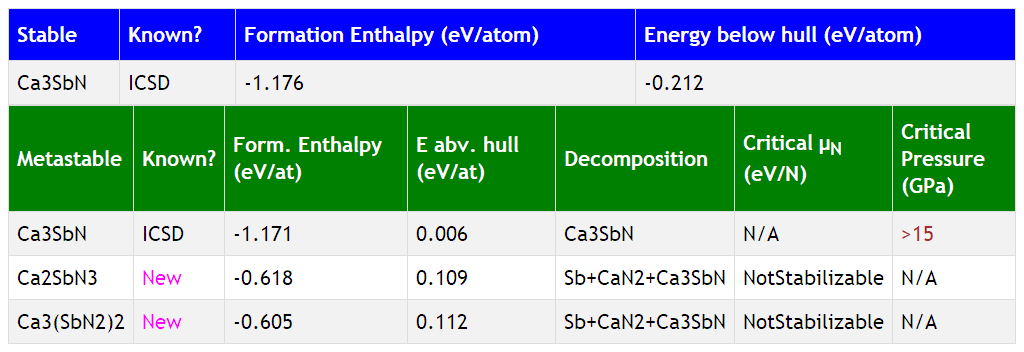 Stable Known? Formation Enthalpy (eV/atom) Energy below hull (eV/atom)
Ca3SbN ICSD -1.176 -0.212
Metastable Known? Form. Enthalpy (eV/at) E abv. hull (eV/at) Decomposition Critical μN (eV/N) Critical Pressure (GPa)
Ca3SbN ICSD -1.171 0.006 Ca3SbN N/A >15
Ca2SbN3 New -0.618 0.109 Sb+CaN2+Ca3SbN NotStabilizable N/A
Ca3(SbN2)2 New -0.605 0.112 Sb+CaN2+Ca3SbN NotStabilizable N/A